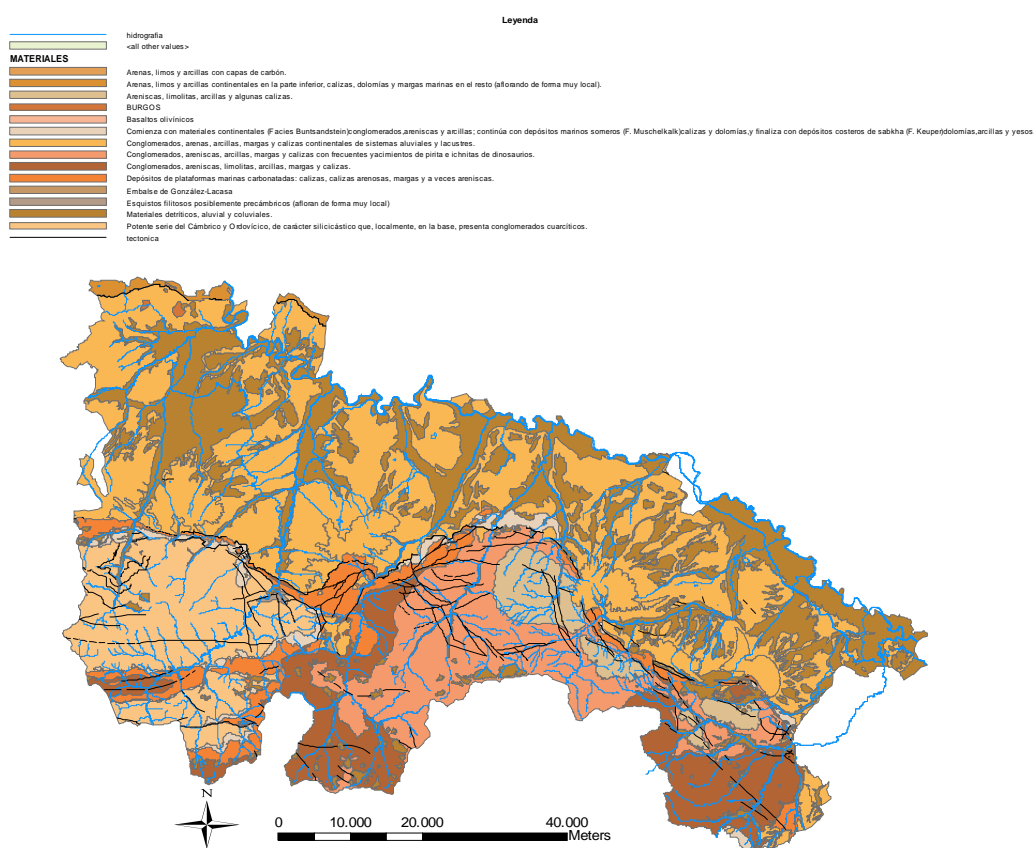 Leyenda
hidrografia
<all other values>
MATERIALES
Arenas, limos y arcillas con capas de carbón.
Arenas, limos y arcillas continentales en la parte inferior, calizas, dolomías y margas marinas en el resto (aflorando de forma muy local).
Areniscas, limolitas, arcillas y algunas calizas.
BURGOS
Basaltos olivínicos
Comienza con materiales continentales (Facies Buntsandstein)conglomerados,areniscas y arcillas; continúa con depósitos marinos someros (F. Muschelkalk)calizas y dolomías,y finaliza con depósitos costeros de sabkha (F. Keuper)dolomías,arcillas y yesos
Conglomerados, arenas, arcillas, margas y calizas continentales de sistemas aluviales y lacustres.
Conglomerados, areniscas, arcillas, margas y calizas con frecuentes yacimientos de pirita e ichnitas de dinosaurios.
Conglomerados, areniscas, limolitas, arcillas, margas y calizas.
Depósitos de plataformas marinas carbonatadas: calizas, calizas arenosas, margas y a veces areniscas.
Embalse de González-Lacasa
Esquistos filitosos posiblemente precámbricos (afloran de forma muy local)
Materiales detríticos, aluvial y coluviales.
Potente serie del Cámbrico y Ordovícico, de carácter silicicástico que, localmente, en la base, presenta conglomerados cuarcíticos.
tectonica
N
0 10.000 20.000 40.000
Meters